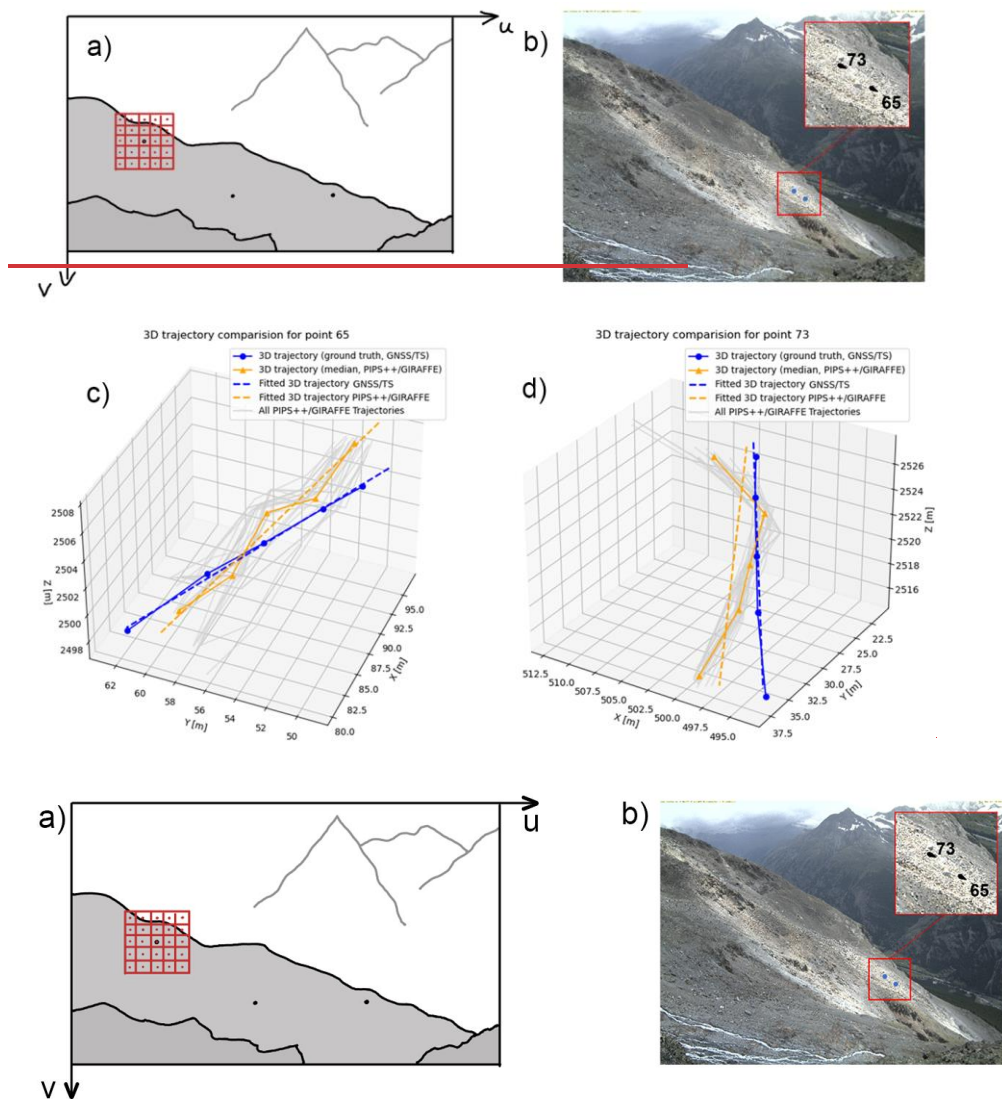 a)
u
b)
73
65
v
3D trajectory comparision for point 65
3D trajectory (ground truth, GNSS/TS)
3D trajectory (median, PIPS++/GIRAFFE)
Fitted 3D trajectory GNSS/TS
Fitted 3D trajectory PIPS++/GIRAFFE
All PIPS++/GIRAFFE Trajectories
c)
2508
2506
2504
2502
2500
2498
Z [m]
62
60
58
56
54
52
50
Y [m]
95.0
92.5
90.0
87.5
85.0
82.5
80.0
X [m]
3D trajectory comparision for point 73
3D trajectory (ground truth, GNSS/TS)
3D trajectory (median, PIPS++/GIRAFFE)
Fitted 3D trajectory GNSS/TS
Fitted 3D trajectory PIPS++/GIRAFFE
All PIPS++/GIRAFFE Trajectories
d)
2526
2524
2522
2520
2518
2516
Z [m]
512.5
510.0
507.5
505.0
502.5
500.0
497.5
495.0
X [m]
22.5
25.0
27.5
30.0
32.5
35.0
37.5
Y [m]
a)
u
b)
73
65
v